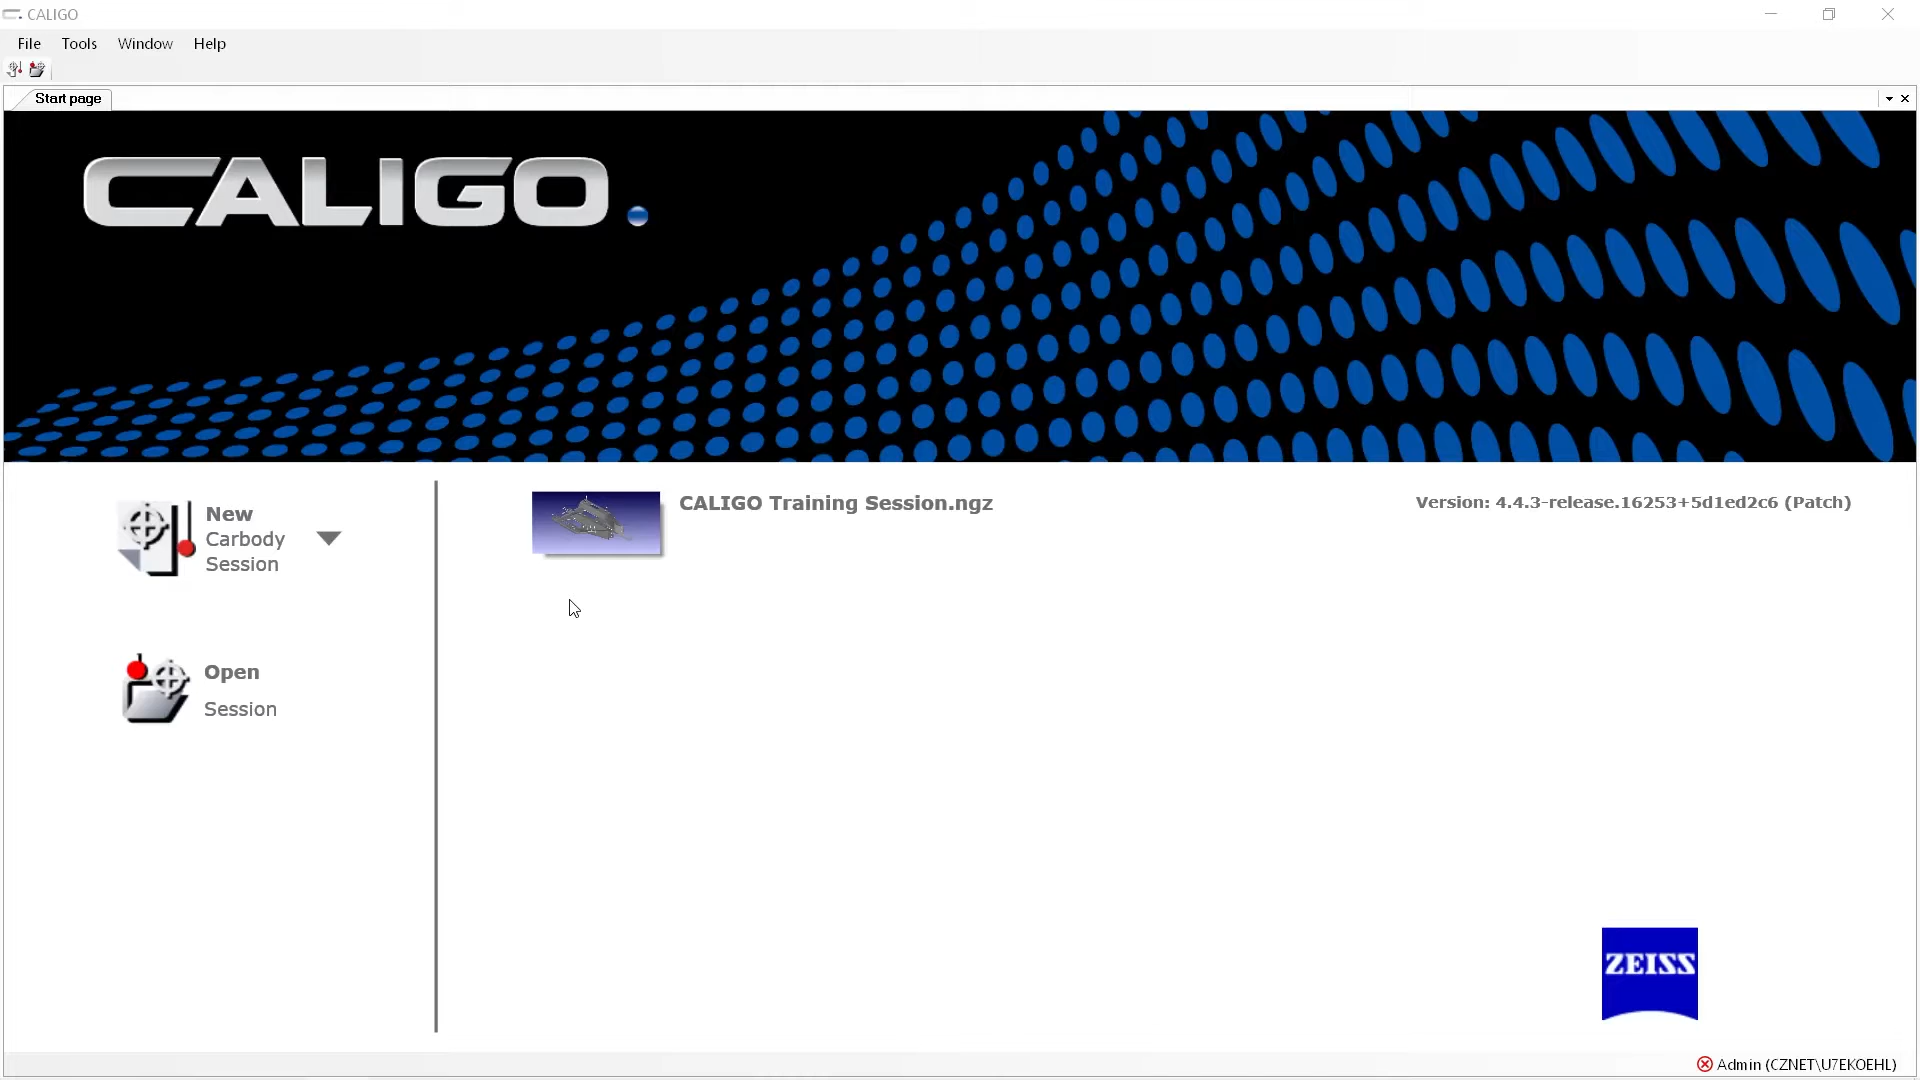 CALIGO
File Tools Window Help
Start page
CALIGO.
New
Carbody
Session
CALIGO Training Session.ngz
Version: 4.4.3-release.16253+5d1ed2c6 (Patch)
Open
Session
ZEISS
Admin (CZNET\U7EKOEHL)